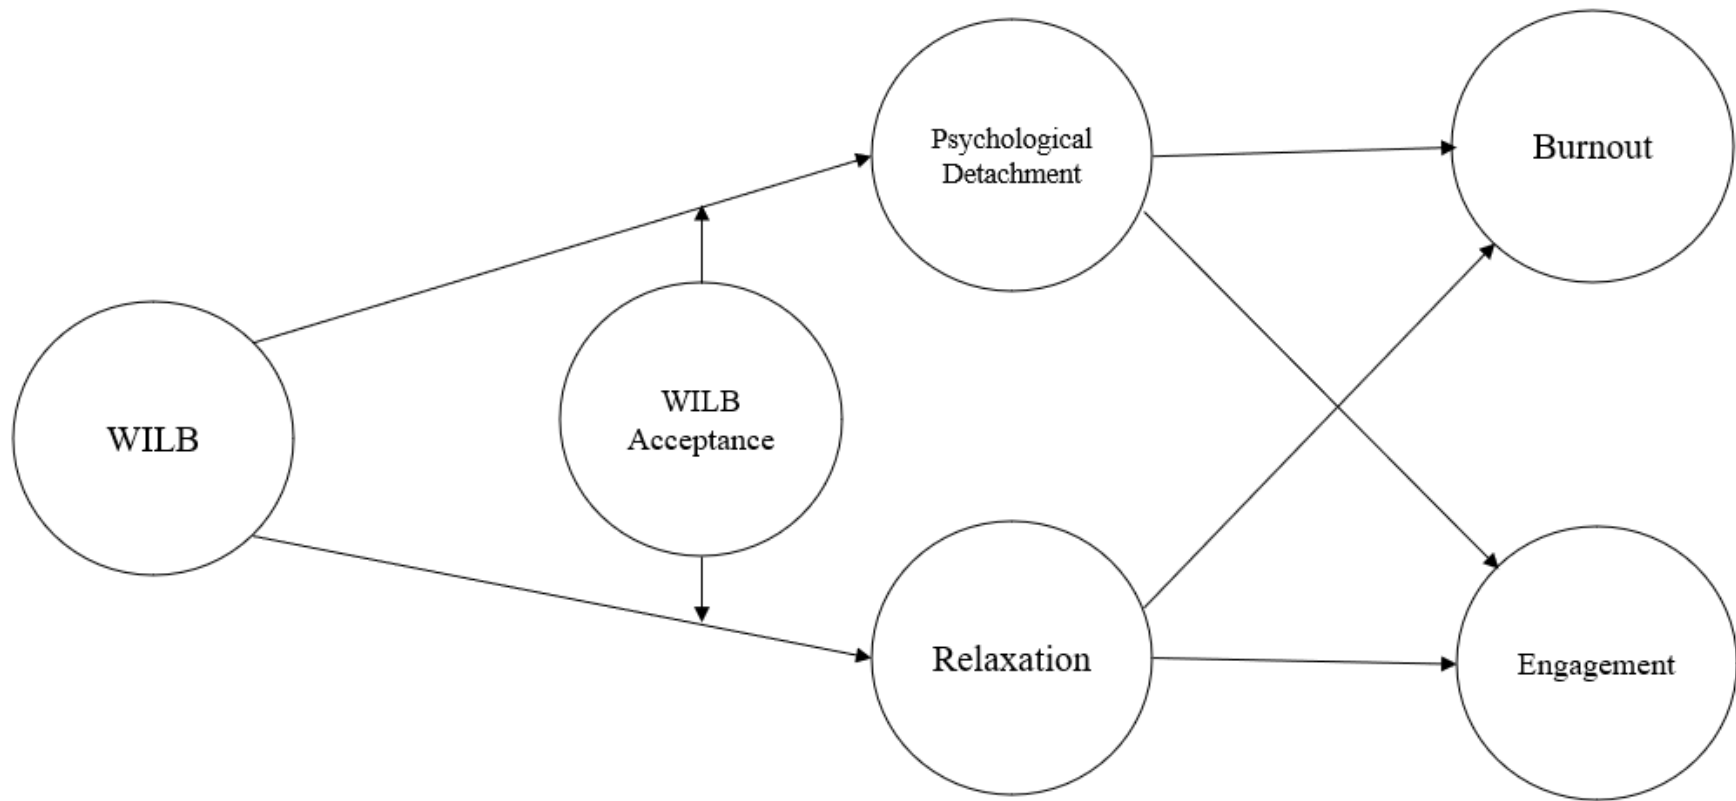 Psychological
Detachment
Burnout
WILB
WILB
Acceptance
Relaxation
Engagement